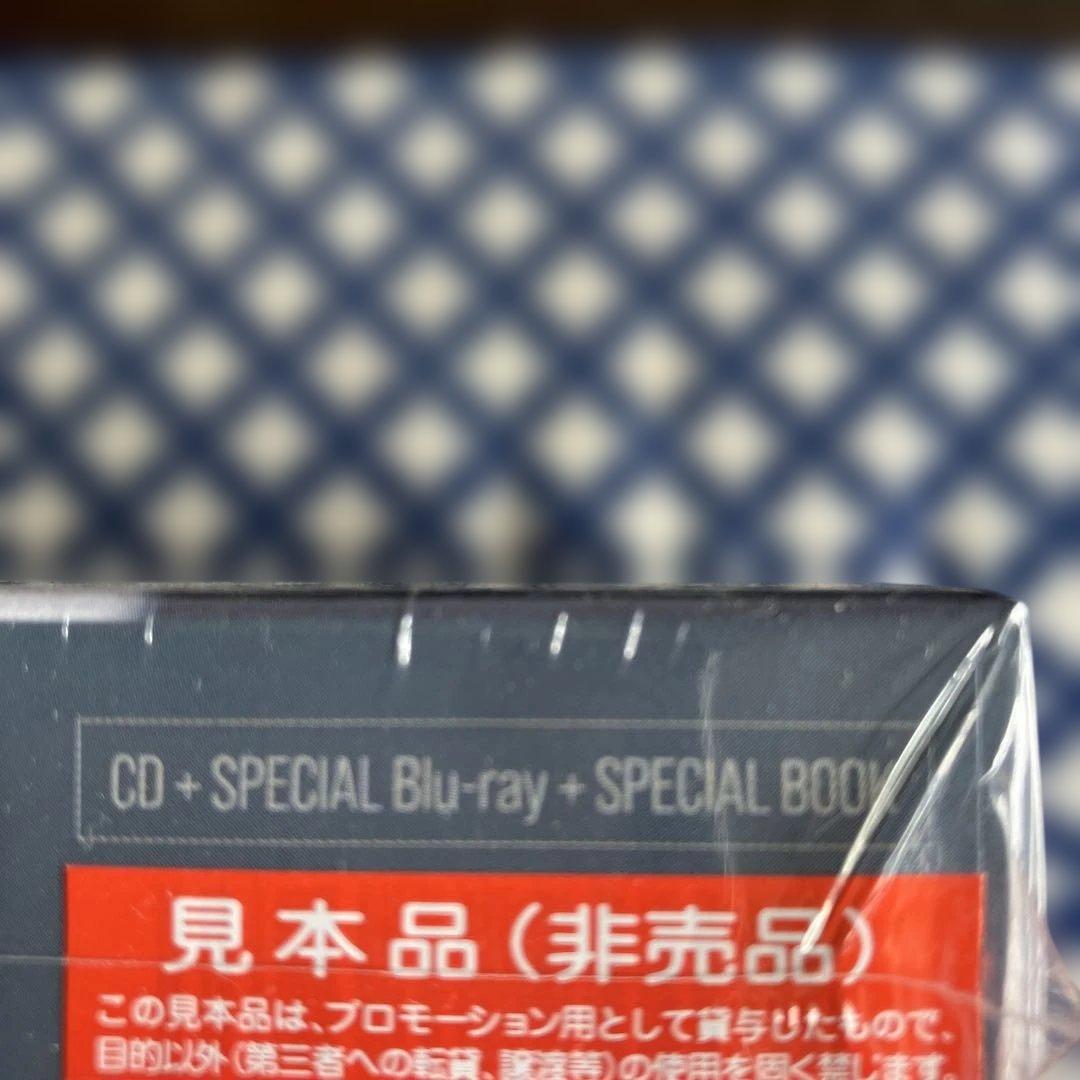 CD + SPECIAL Blu-ray + SPECIAL BOOK
見本品(非売品)
この見本品は、プロモーション用として貸与したもので、
目的以外(第三者への転貸、譲渡等)の使用を固く禁じます。